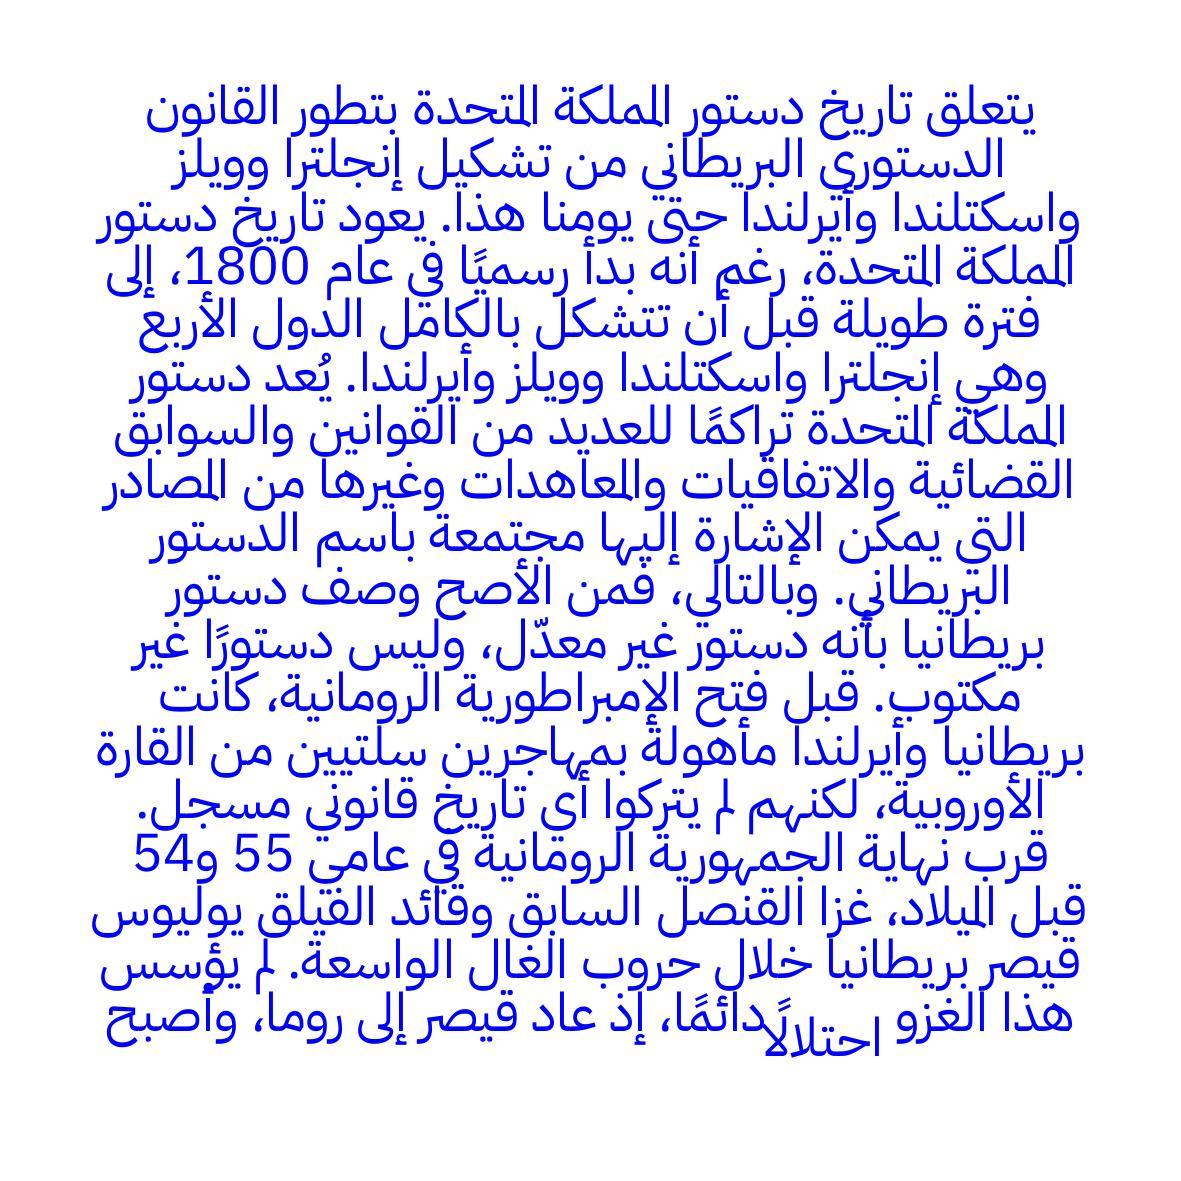 يتعلق تاريخ دستور المملكة المتحدة بتطور القانون
الدستوري البريطاني من تشكيل إنجلترا وويلز
واسكتلندا وأيرلندا حتى يومنا هذا. يعود تاريخ دستور
المملكة المتحدة، رغم أنه بدأ رسميًا في عام 1800، إلى
فترة طويلة قبل أن تتشكل بالكامل الدول الأربع
وهي إنجلترا واسكتلندا وويلز وأيرلندا. يُعد دستور
المملكة المتحدة تراكمًا للعديد من القوانين والسوابق
القضائية والاتفاقيات والمعاهدات وغيرها من المصادر
التي يمكن الإشارة إليها مجتمعة باسم الدستور
البريطاني. وبالتالي، فمن الأصح وصف دستور
بريطانيا بأنه دستور غير معدّل، وليس دستورًا غير
مكتوب. قبل فتح الإمبراطورية الرومانية، كانت
بريطانيا وأيرلندا مأهولة بمهاجرين سلتيين من القارة
الأوروبية، لكنهم لم يتركوا أي تاريخ قانوني مسجل.
قرب نهاية الجمهورية الرومانية في عامي 55 و54
قبل الميلاد، غزا القنصل السابق وقائد الفيلق يوليوس
قيصر بريطانيا خلال حروب الغال الواسعة. لم يؤسس
هذا الغزو احتلالًا دائمًا، إذ عاد قيصر إلى روما، وأصبح